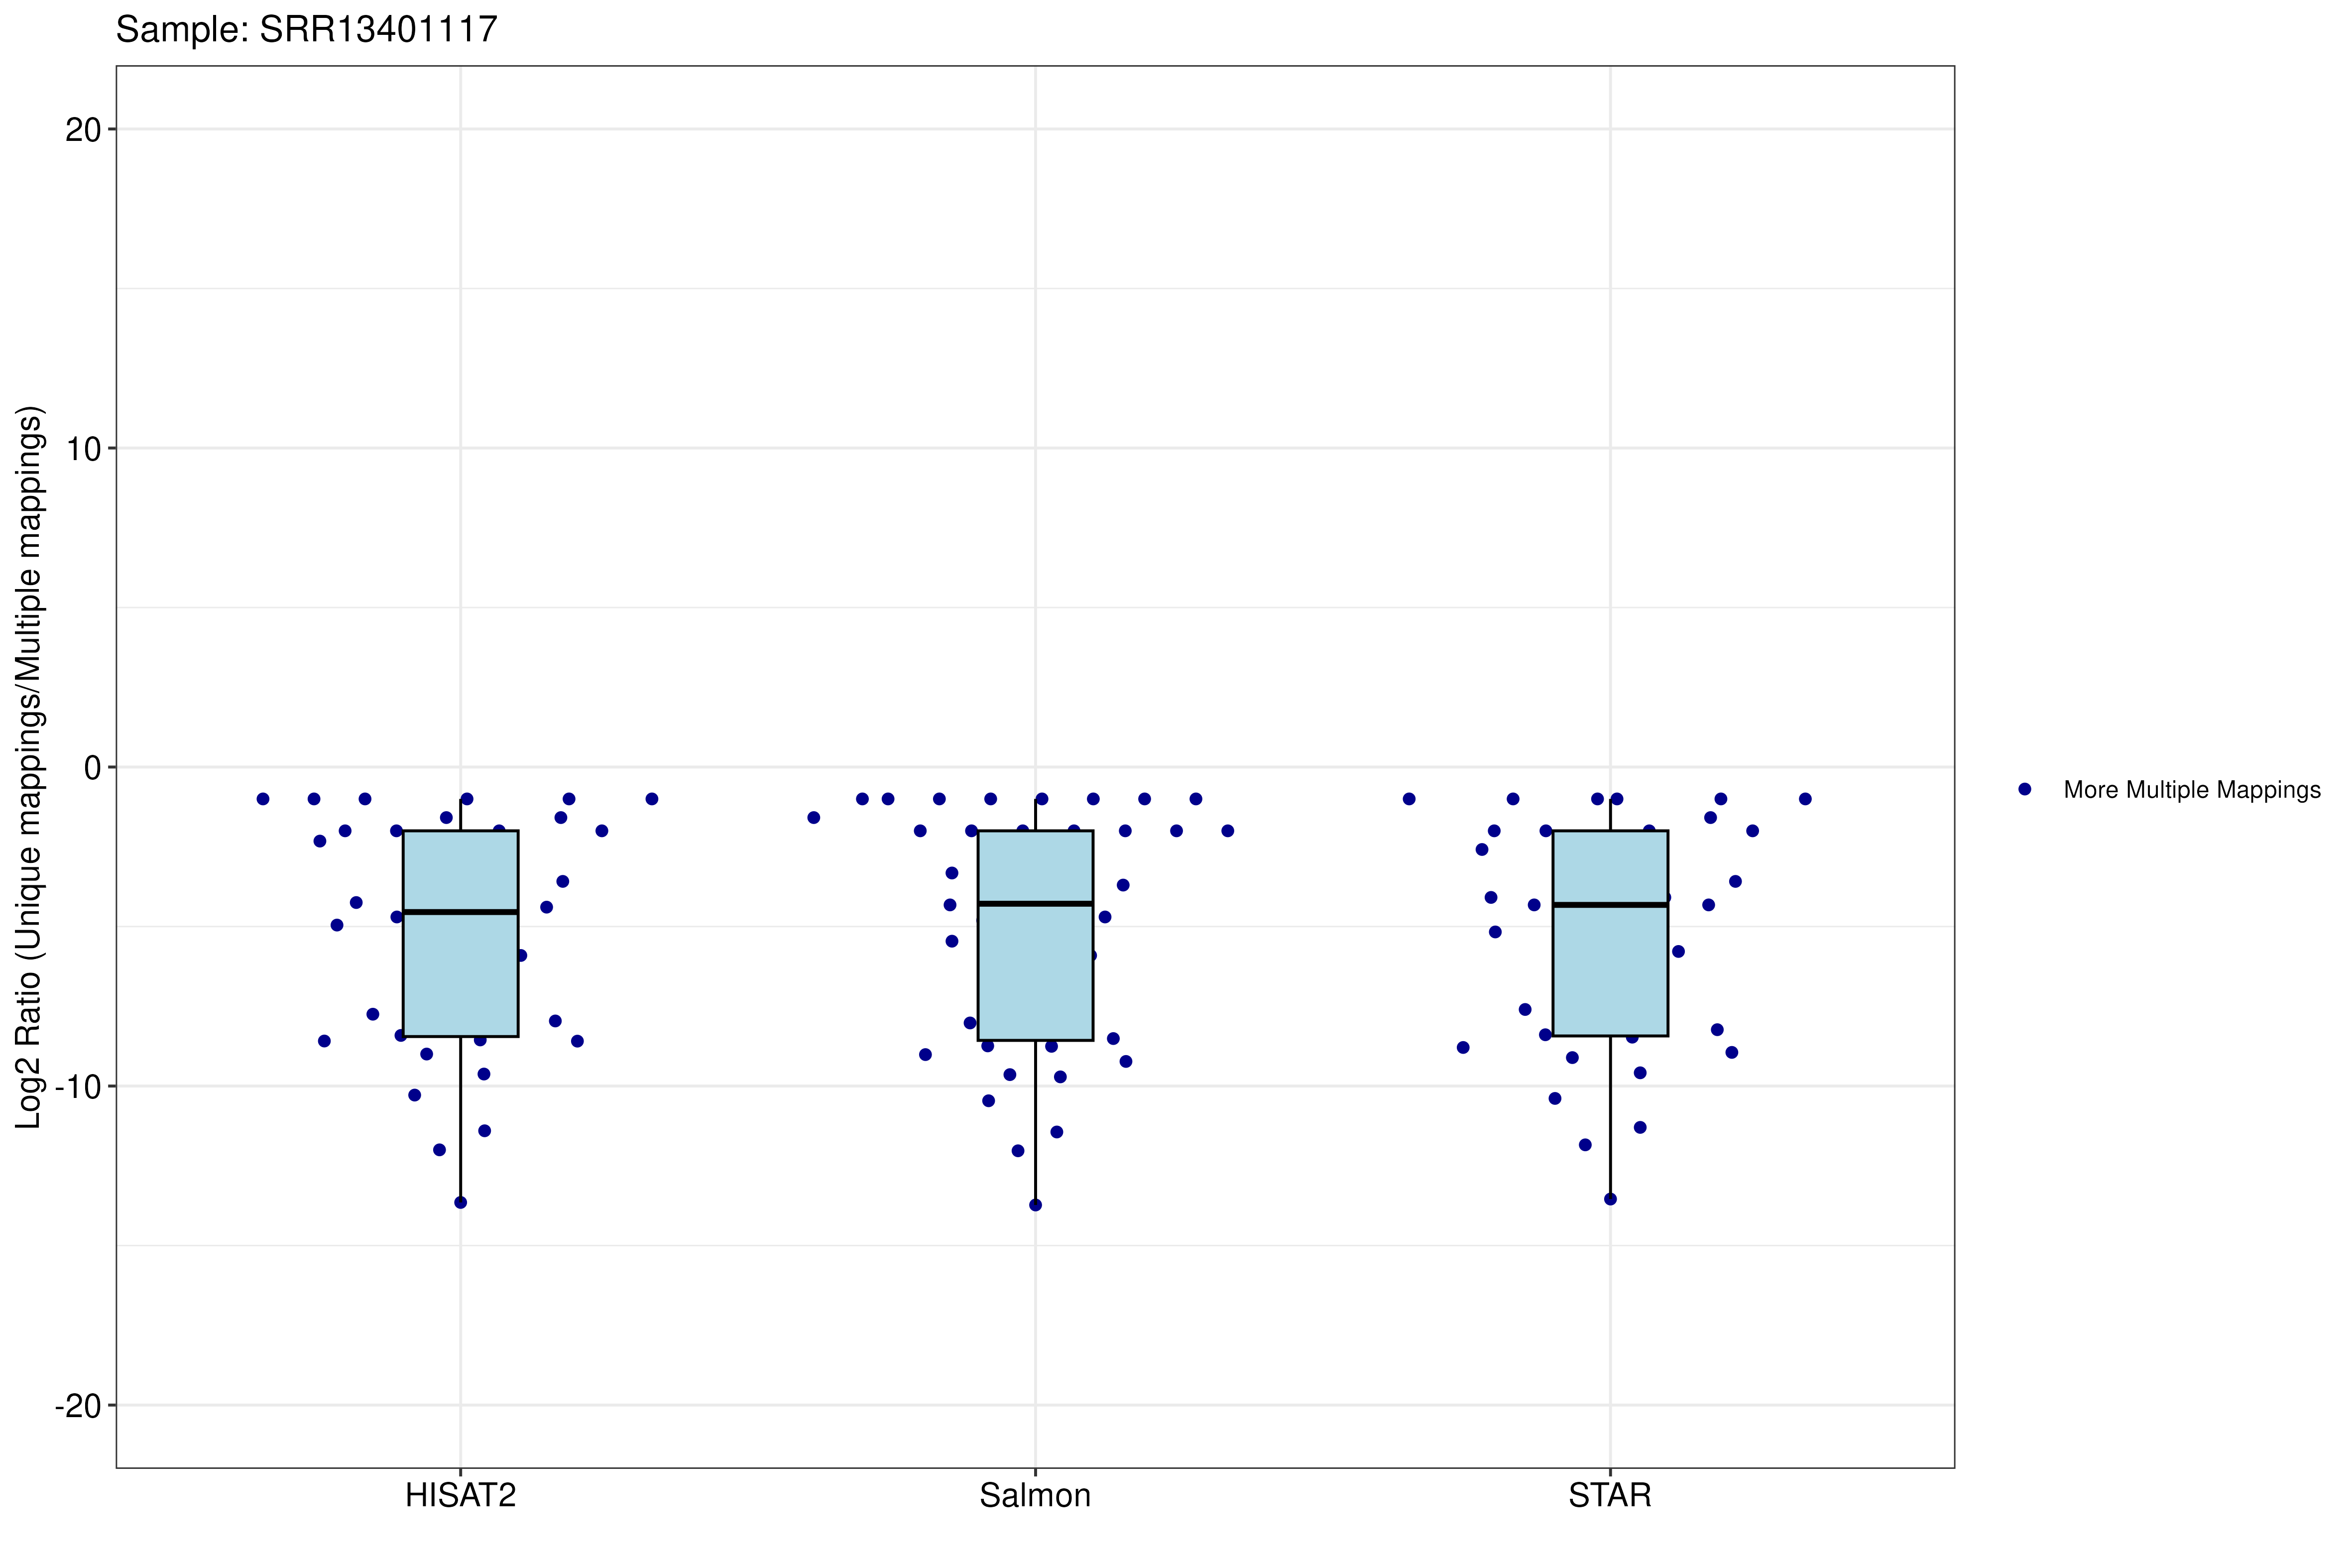 Sample: SRR13401117
Log2 Ratio (Unique mappings/Multiple mappings)
20
10
0
-10
-20
HISAT2
Salmon
STAR
More Multiple Mappings